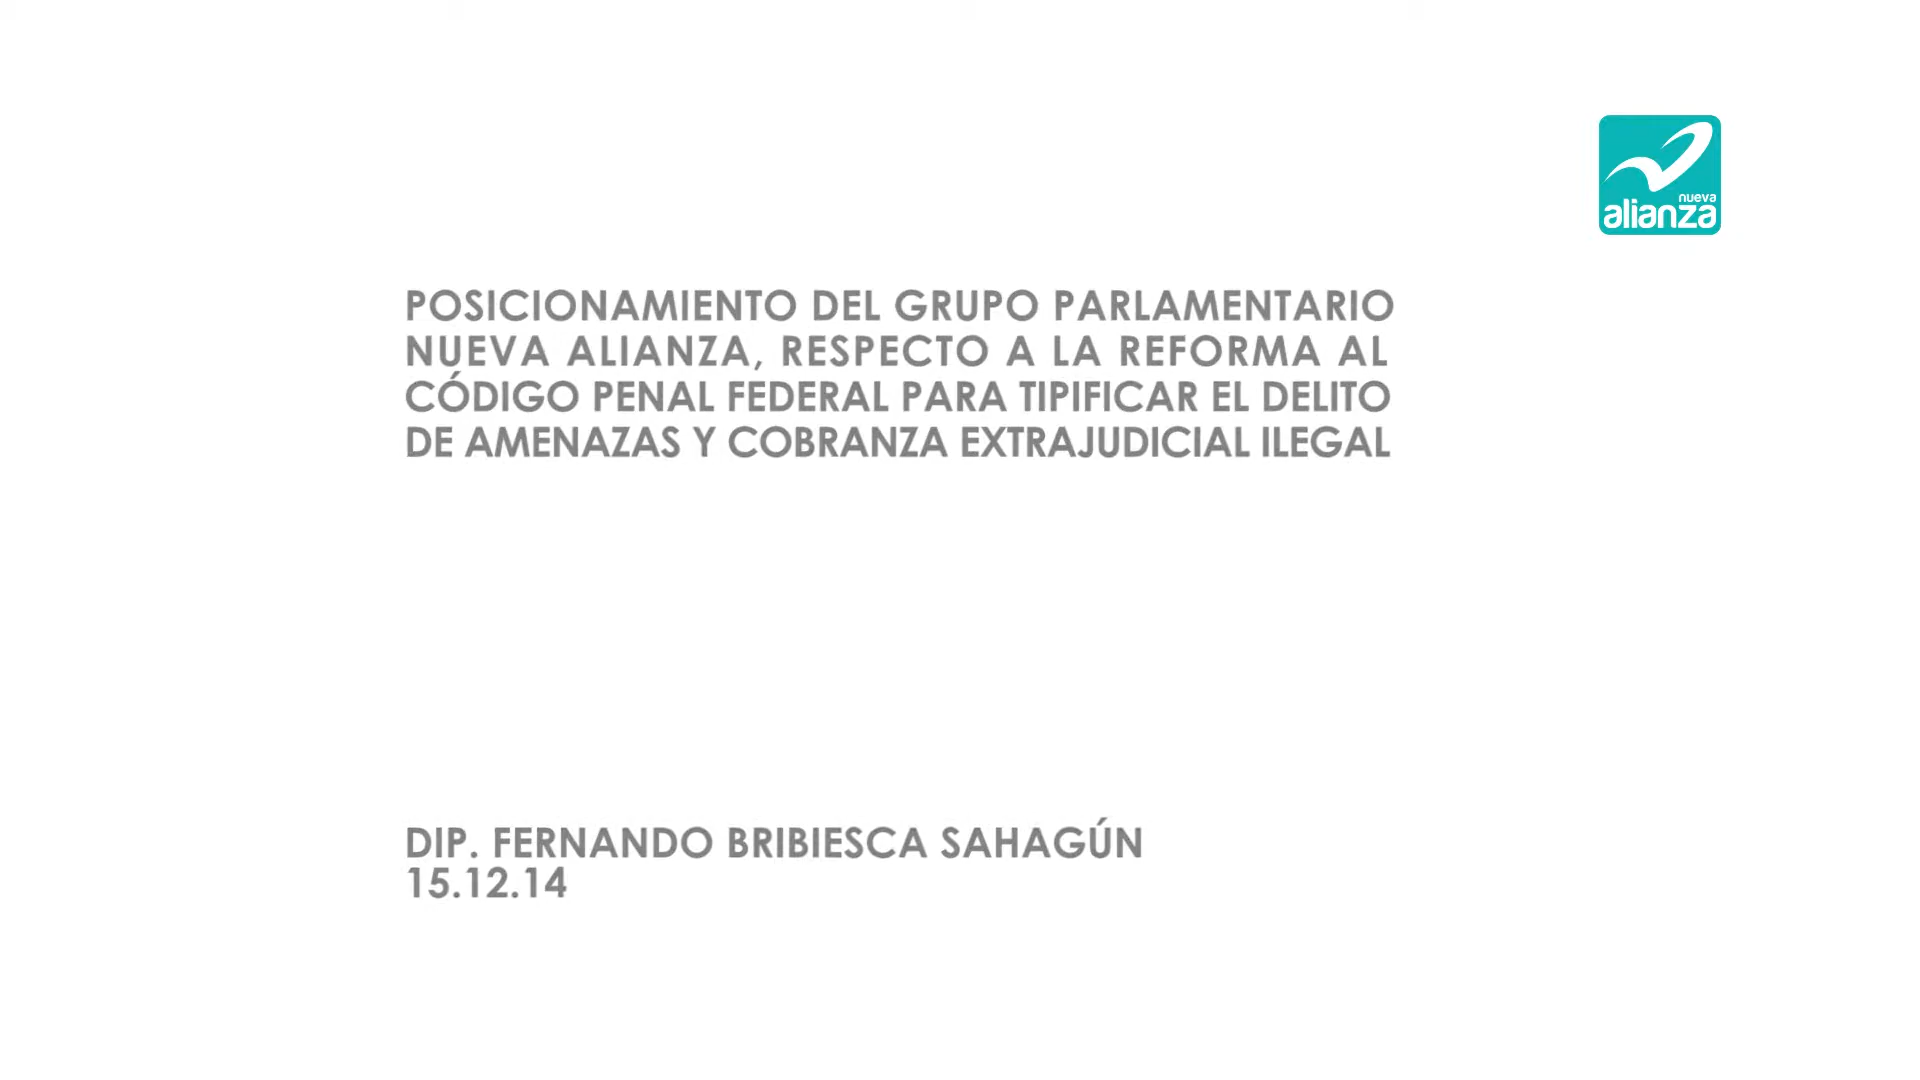 nueva
alianza
POSICIONAMIENTO DEL GRUPO PARLAMENTARIO
NUEVA ALIANZA, RESPECTO A LA REFORMA AL
CÓDIGO PENAL FEDERAL PARA TIPIFICAR EL DELITO
DE AMENAZAS Y COBRANZA EXTRAJUDICIAL ILEGAL
DIP. FERNANDO BRIBIESCA SAHAGÚN
15.12.14